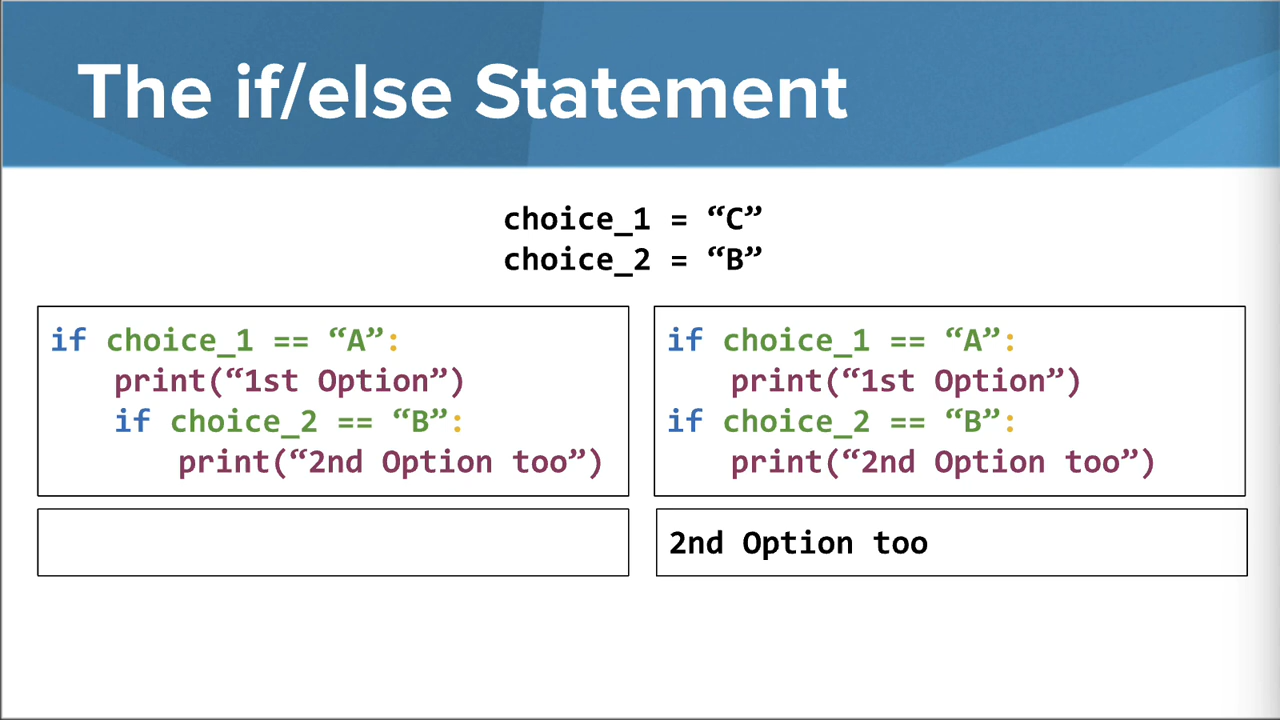 The if/else Statement
choice_1 = “C”
choice_2 = “B”
if choice_1 == “A”:
print(“1st Option”)
if choice_2 == “B”:
print(“2nd Option too”)
if choice_1 == “A”:
print(“1st Option”)
if choice_2 == “B”:
print(“2nd Option too”)
2nd Option too